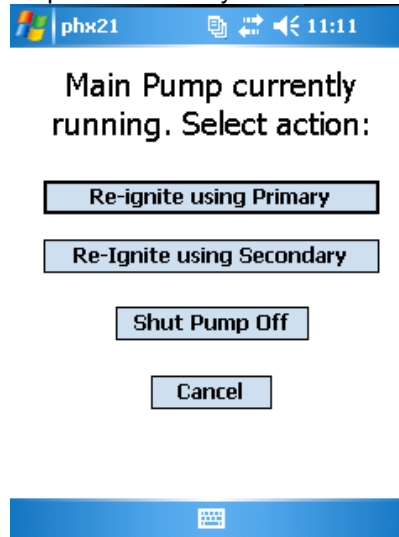 phx21 11:11
Main Pump currently
running. Select action:
Re-ignite using Primary
Re-Ignite using Secondary
Shut Pump Off
Cancel